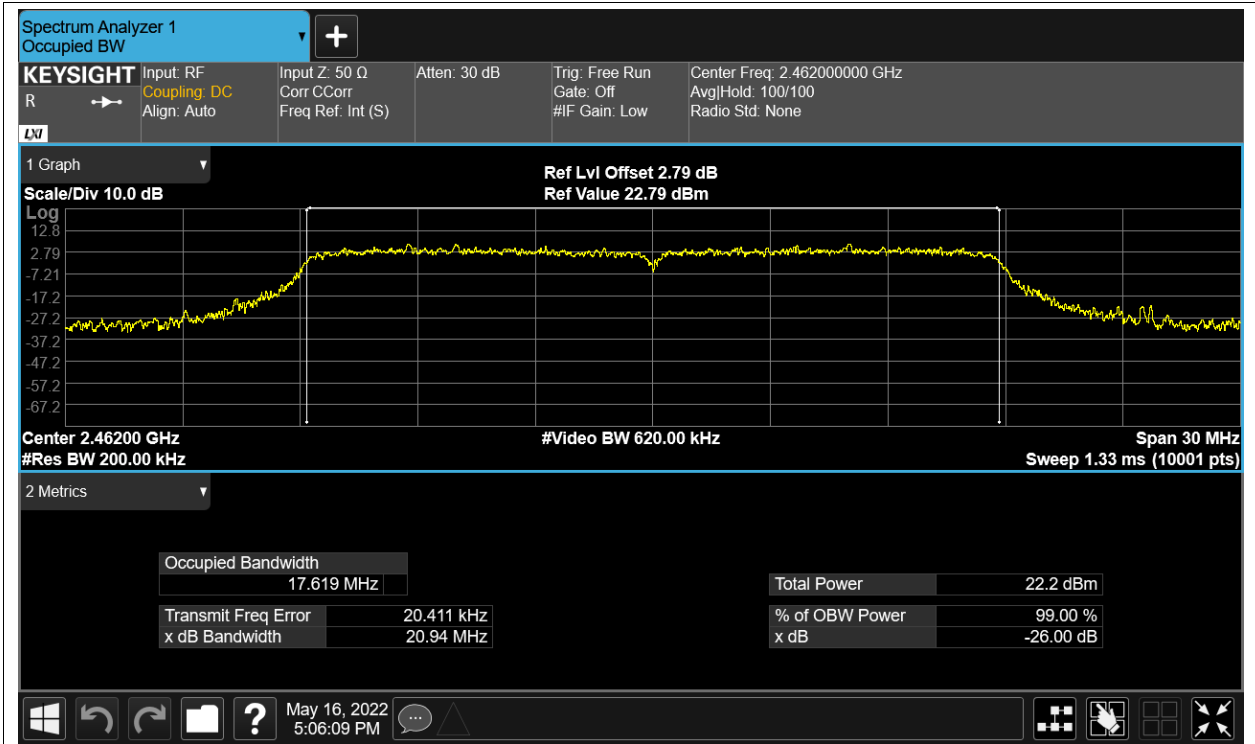 Spectrum Analyzer 1
Occupied BW
KEYSIGHT
R
LXI
Input: RF
Coupling: DC
Align: Auto
Input Z: 50 Ω
Corr CCorr
Freq Ref: Int (S)
Atten: 30 dB
Trig: Free Run
Gate: Off
#IF Gain: Low
Center Freq: 2.462000000 GHz
Avg|Hold: 100/100
Radio Std: None
1 Graph
Scale/Div 10.0 dB
Ref Lvl Offset 2.79 dB
Ref Value 22.79 dBm
Log
12.8
2.79
-7.21
-17.2
-27.2
-37.2
-47.2
-57.2
-67.2
Center 2.46200 GHz
#Video BW 620.00 kHz
Span 30 MHz
#Res BW 200.00 kHz
Sweep 1.33 ms (10001 pts)
2 Metrics
Occupied Bandwidth
17.619 MHz
Transmit Freq Error 20.411 kHz
x dB Bandwidth 20.94 MHz
Total Power 22.2 dBm
% of OBW Power 99.00 %
x dB -26.00 dB
?
May 16, 2022
5:06:09 PM